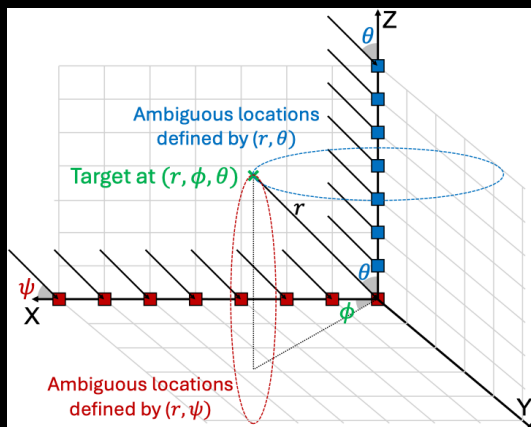 θ
Z
Ambiguous locations
defined by (r, θ)
Target at (r, ϕ, θ)
r
θ
ψ
X
ϕ
Ambiguous locations
defined by (r, ψ)
Y